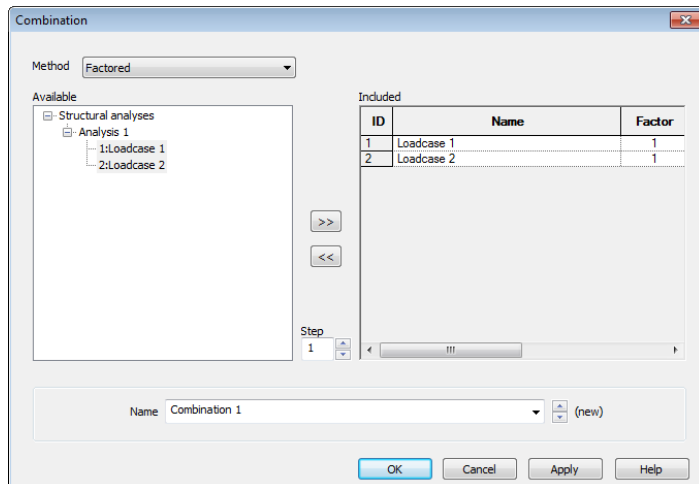 Combination
Method Factored
Available
Structural analyses
Analysis 1
1:Loadcase 1
2:Loadcase 2
>>
<<
Step
1
Included
ID Name Factor
1 Loadcase 1 1
2 Loadcase 2 1
Name Combination 1 (new)
OK Cancel Apply Help